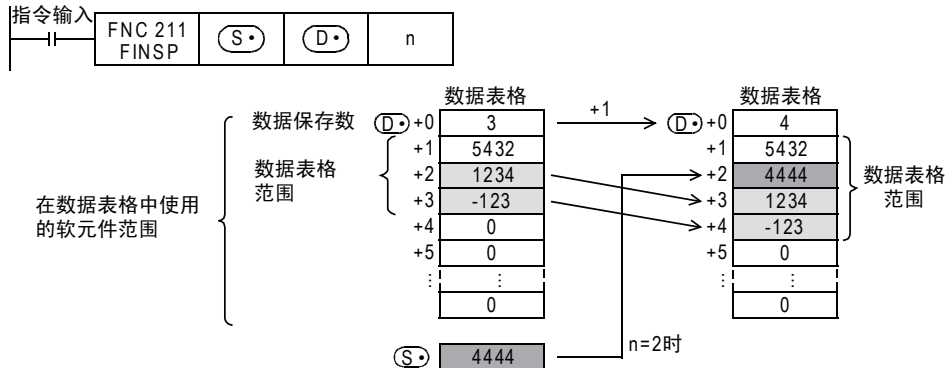 指令输入
FNC 211 FINSP S• D• n
数据表格 数据表格
数据保存数 D• +0 3 +1 D• +0 4
+1 5432 +1 5432
数据表格范围 +2 1234 +2 4444 数据表格范围
+3 -123 +3 1234
在数据表格中使用的软元件范围 +4 0 +4 -123
+5 0 +5 0
⋮ ⋮ ⋮ ⋮
0 0
S• 4444 n=2时